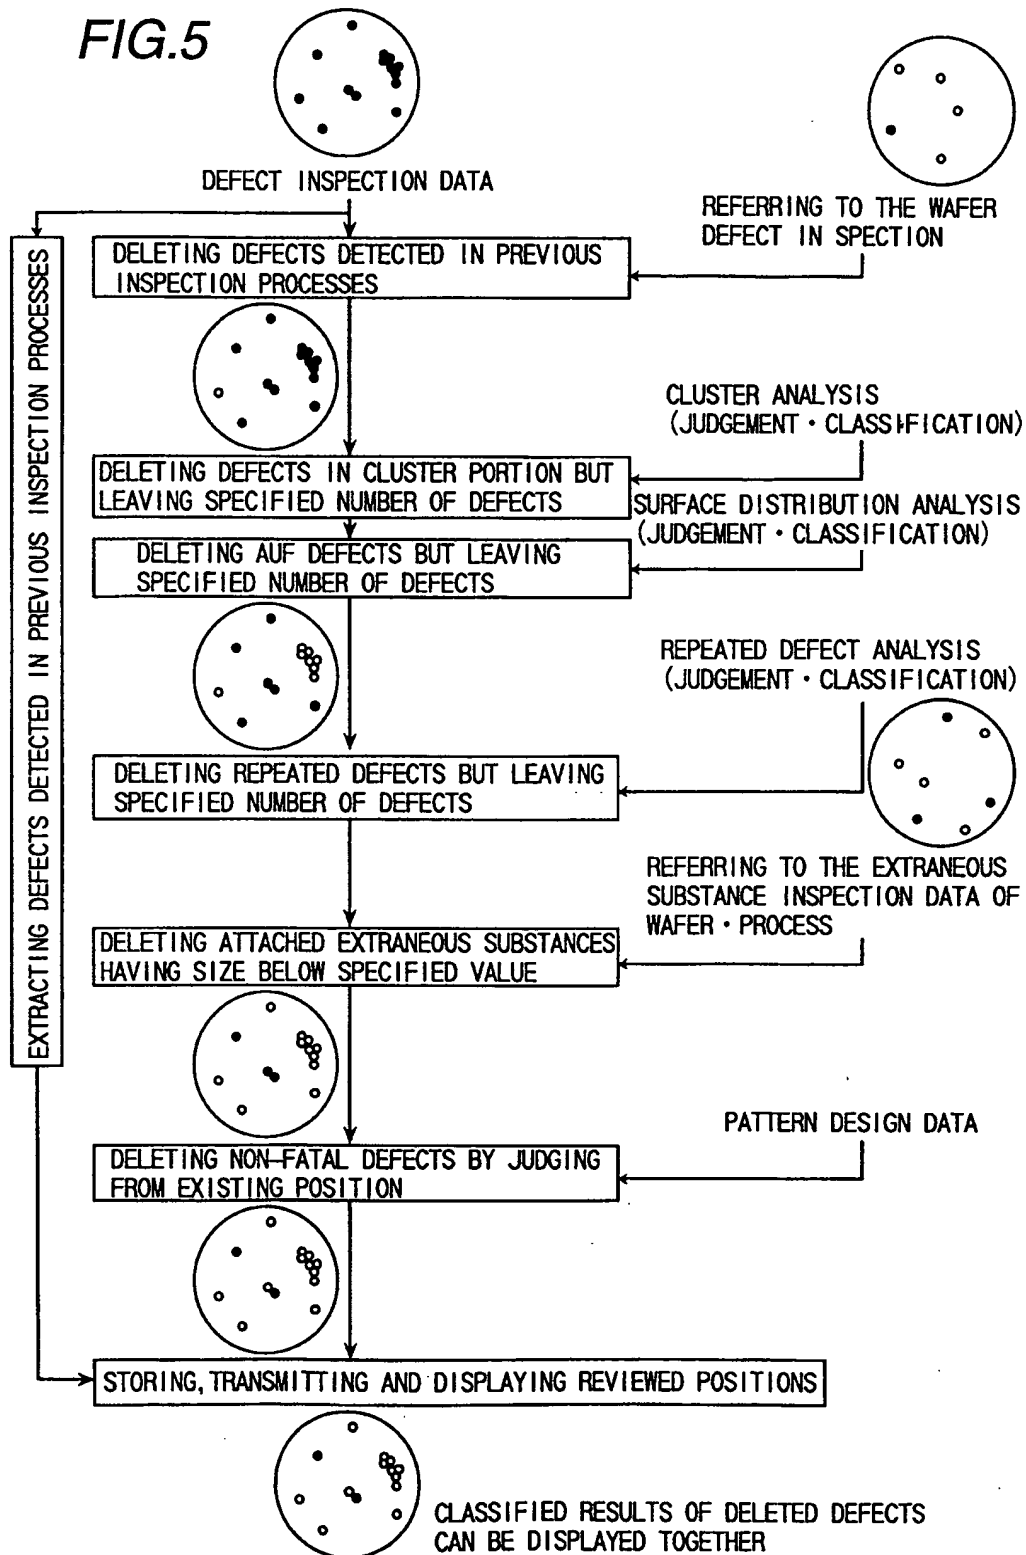 FIG.5
DEFECT INSPECTION DATA
REFERRING TO THE WAFER
DEFECT IN SPECTION
DELETING DEFECTS DETECTED IN PREVIOUS
INSPECTION PROCESSES
EXTRACTING DEFECTS DETECTED IN PREVIOUS INSPECTION PROCESSES
CLUSTER ANALYSIS
(JUDGEMENT・CLASSIFICATION)
DELETING DEFECTS IN CLUSTER PORTION BUT
LEAVING SPECIFIED NUMBER OF DEFECTS
SURFACE DISTRIBUTION ANALYSIS
(JUDGEMENT・CLASSIFICATION)
DELETING AUF DEFECTS BUT LEAVING
SPECIFIED NUMBER OF DEFECTS
REPEATED DEFECT ANALYSIS
(JUDGEMENT・CLASSIFICATION)
DELETING REPEATED DEFECTS BUT LEAVING
SPECIFIED NUMBER OF DEFECTS
REFERRING TO THE EXTRANEOUS
SUBSTANCE INSPECTION DATA OF
WAFER・PROCESS
DELETING ATTACHED EXTRANEOUS SUBSTANCES
HAVING SIZE BELOW SPECIFIED VALUE
PATTERN DESIGN DATA
DELETING NON-FATAL DEFECTS BY JUDGING
FROM EXISTING POSITION
STORING, TRANSMITTING AND DISPLAYING REVIEWED POSITIONS
CLASSIFIED RESULTS OF DELETED DEFECTS
CAN BE DISPLAYED TOGETHER